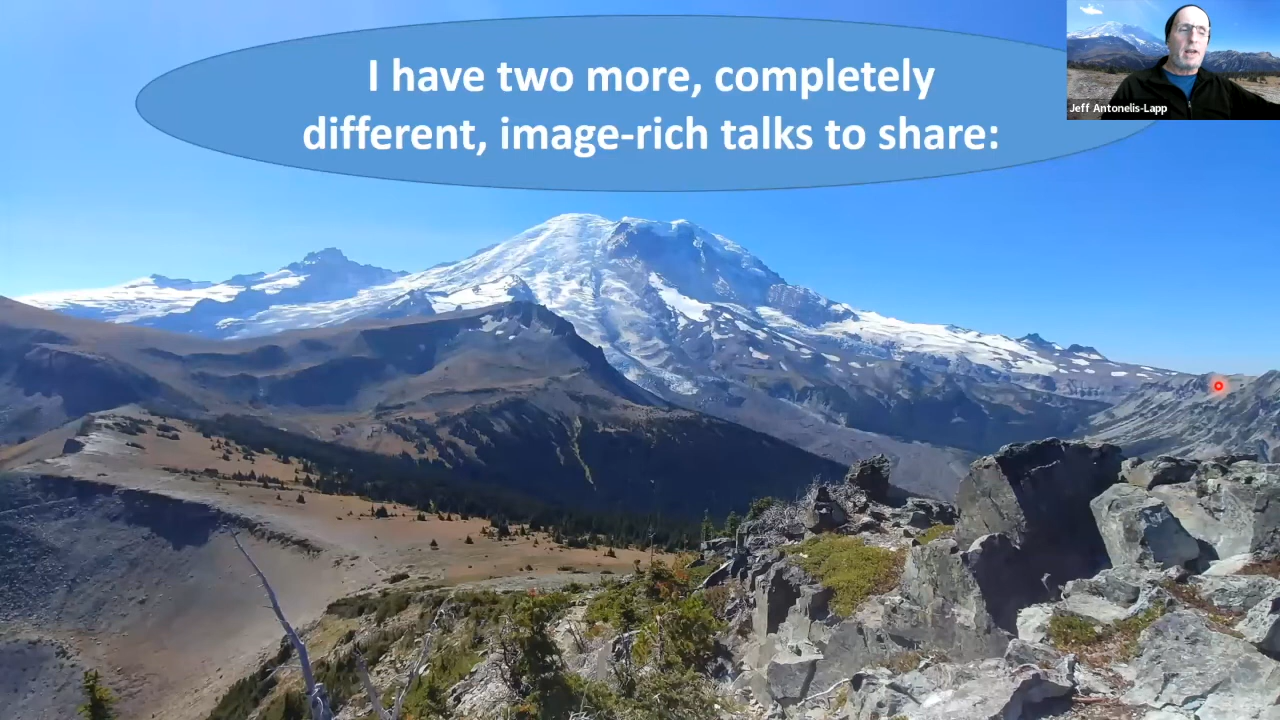 I have two more, completely
different, image-rich talks to share:
Jeff Antonelis-Lapp